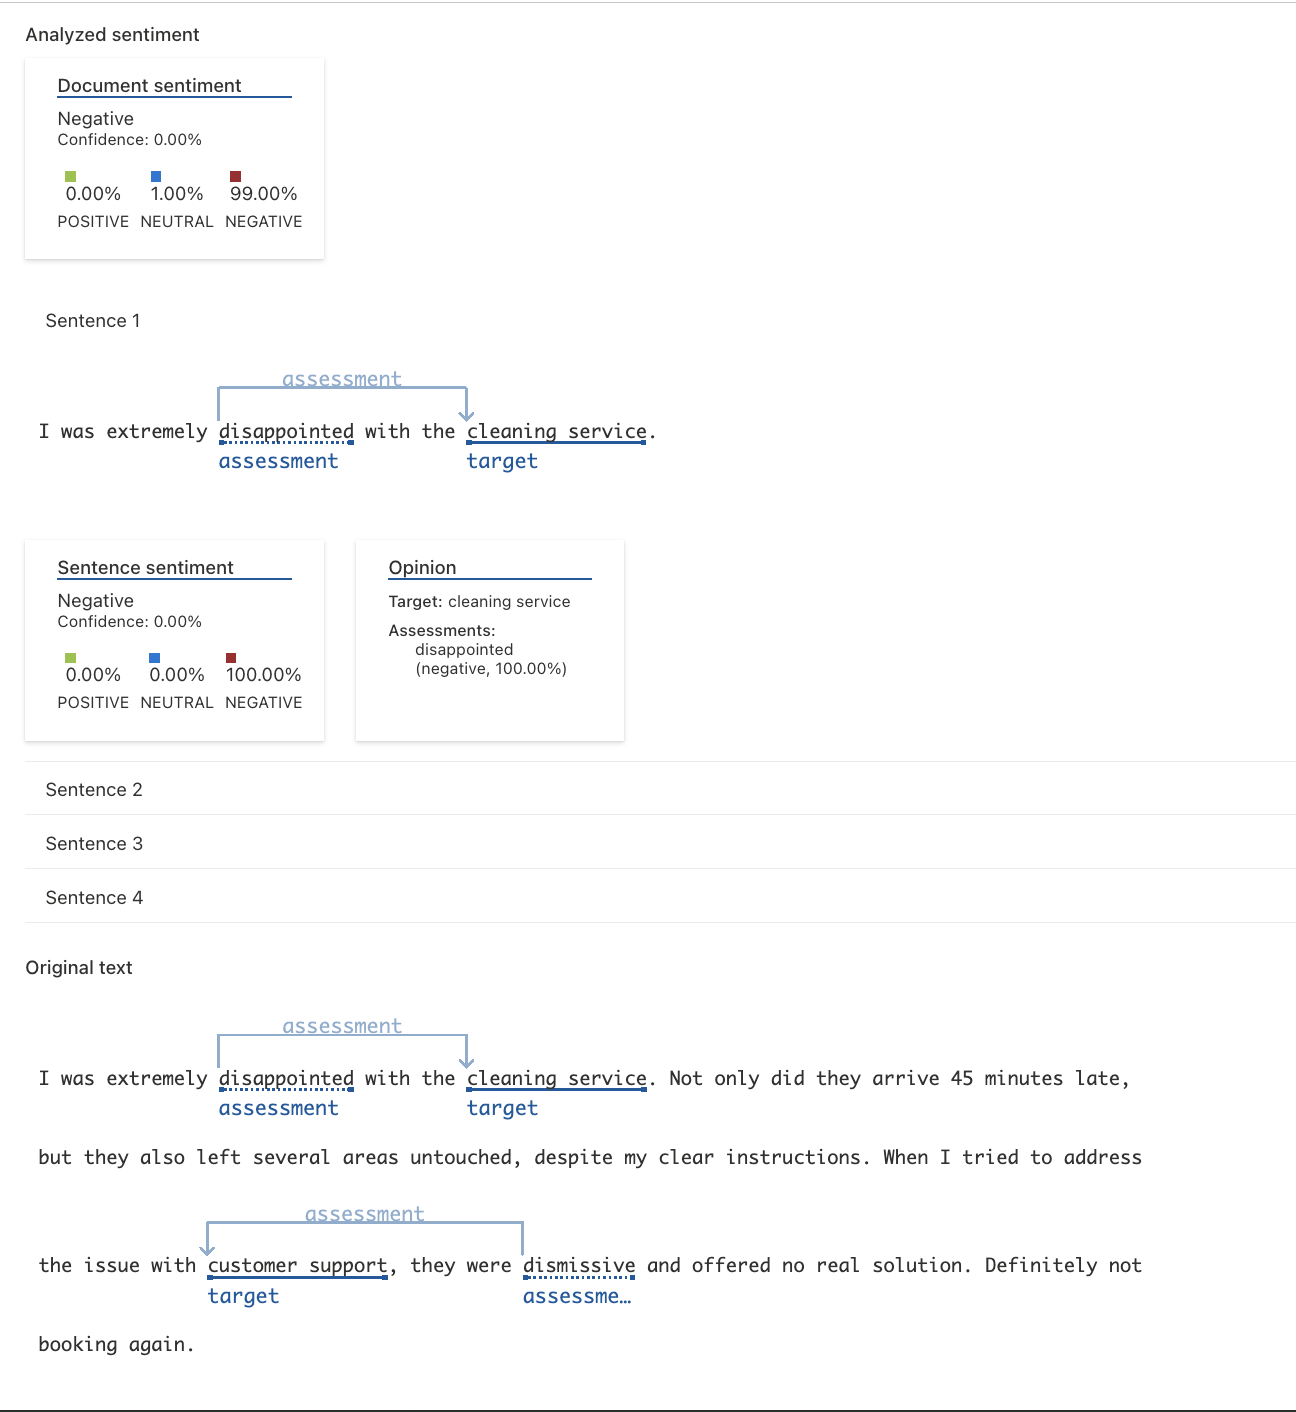 Analyzed sentiment
Document sentiment
Negative
Confidence: 0.00%
0.00% 1.00% 99.00%
POSITIVE NEUTRAL NEGATIVE
Sentence 1
assessment
I was extremely disappointed with the cleaning service.
assessment target
Sentence sentiment
Negative
Confidence: 0.00%
0.00% 0.00% 100.00%
POSITIVE NEUTRAL NEGATIVE
Opinion
Target: cleaning service
Assessments:
disappointed
(negative, 100.00%)
Sentence 2
Sentence 3
Sentence 4
Original text
assessment
I was extremely disappointed with the cleaning service. Not only did they arrive 45 minutes late,
assessment target
but they also left several areas untouched, despite my clear instructions. When I tried to address
assessment
the issue with customer support, they were dismissive and offered no real solution. Definitely not
target assessme…
booking again.